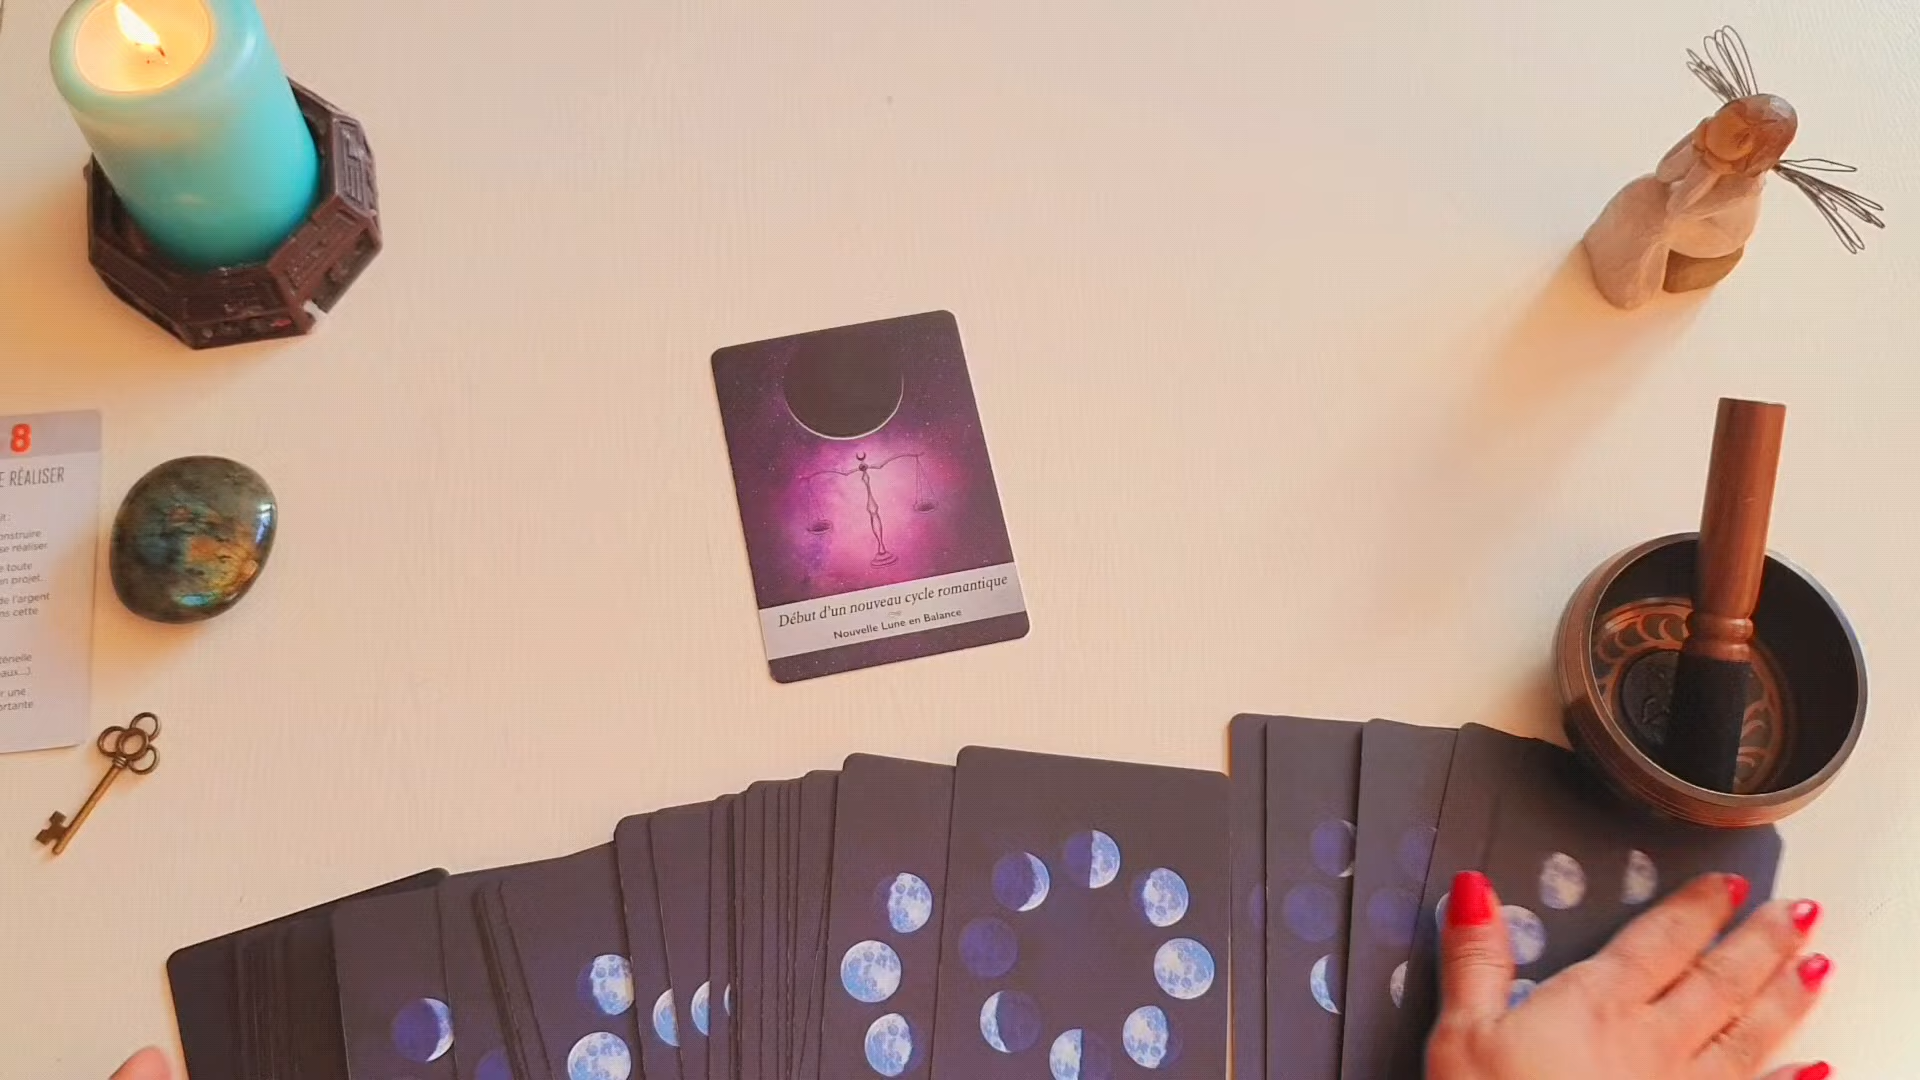 8
E RÉALISER
it :
onstruire
se réaliser
e toute
en projet.
de l'argent
ns cette
térielle
aux...)
r une
ortante
Début d'un nouveau cycle romantique
Nouvelle Lune en Balance